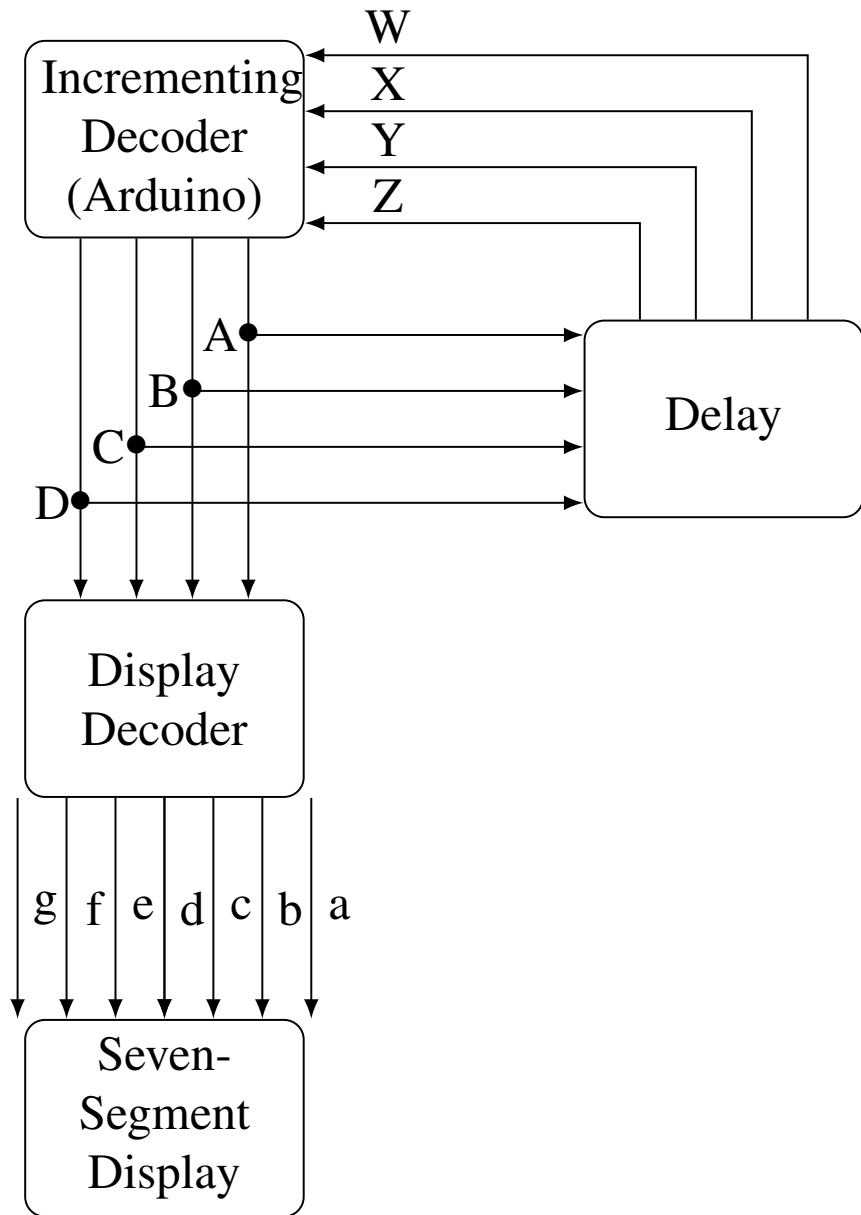 W
Incrementing
Decoder
(Arduino)
X
Y
Z
A
B
C
D
Delay
Display
Decoder
g f e d c b a
Seven-
Segment
Display